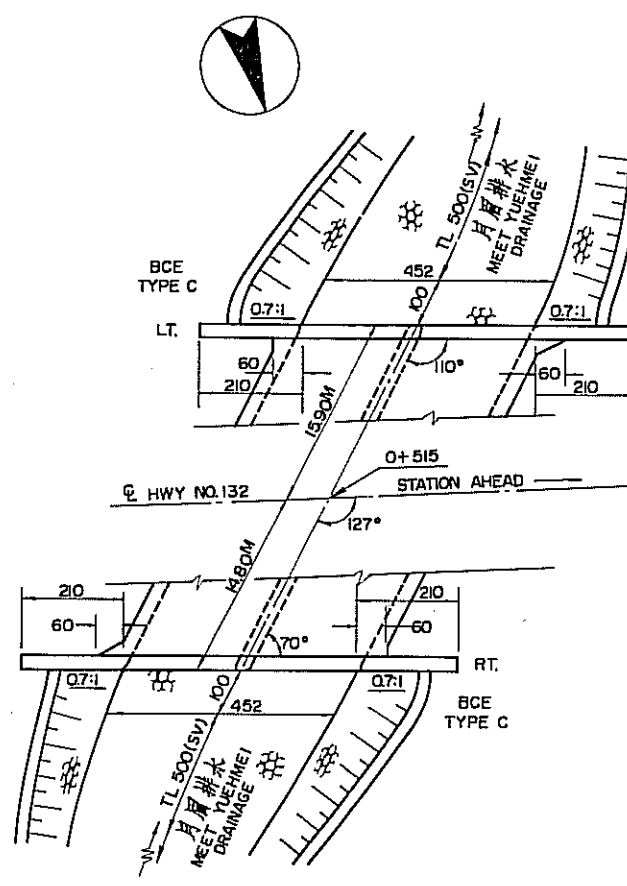 TL 500(SV)
月眉排水
MEET YUEHMEI
DRAINAGE
BCE
TYPE C
452
0.7:1
100
0.7:1
LT.
60
110°
60
210
210
15.90M
0+515
℄ HWY NO.132
STATION AHEAD
127°
14.80M
210
210
60
60
70°
RT.
0.7:1
100
0.7:1
452
BCE
TYPE C
TL 500(SV)
月眉排水
MEET YUEHMEI
DRAINAGE